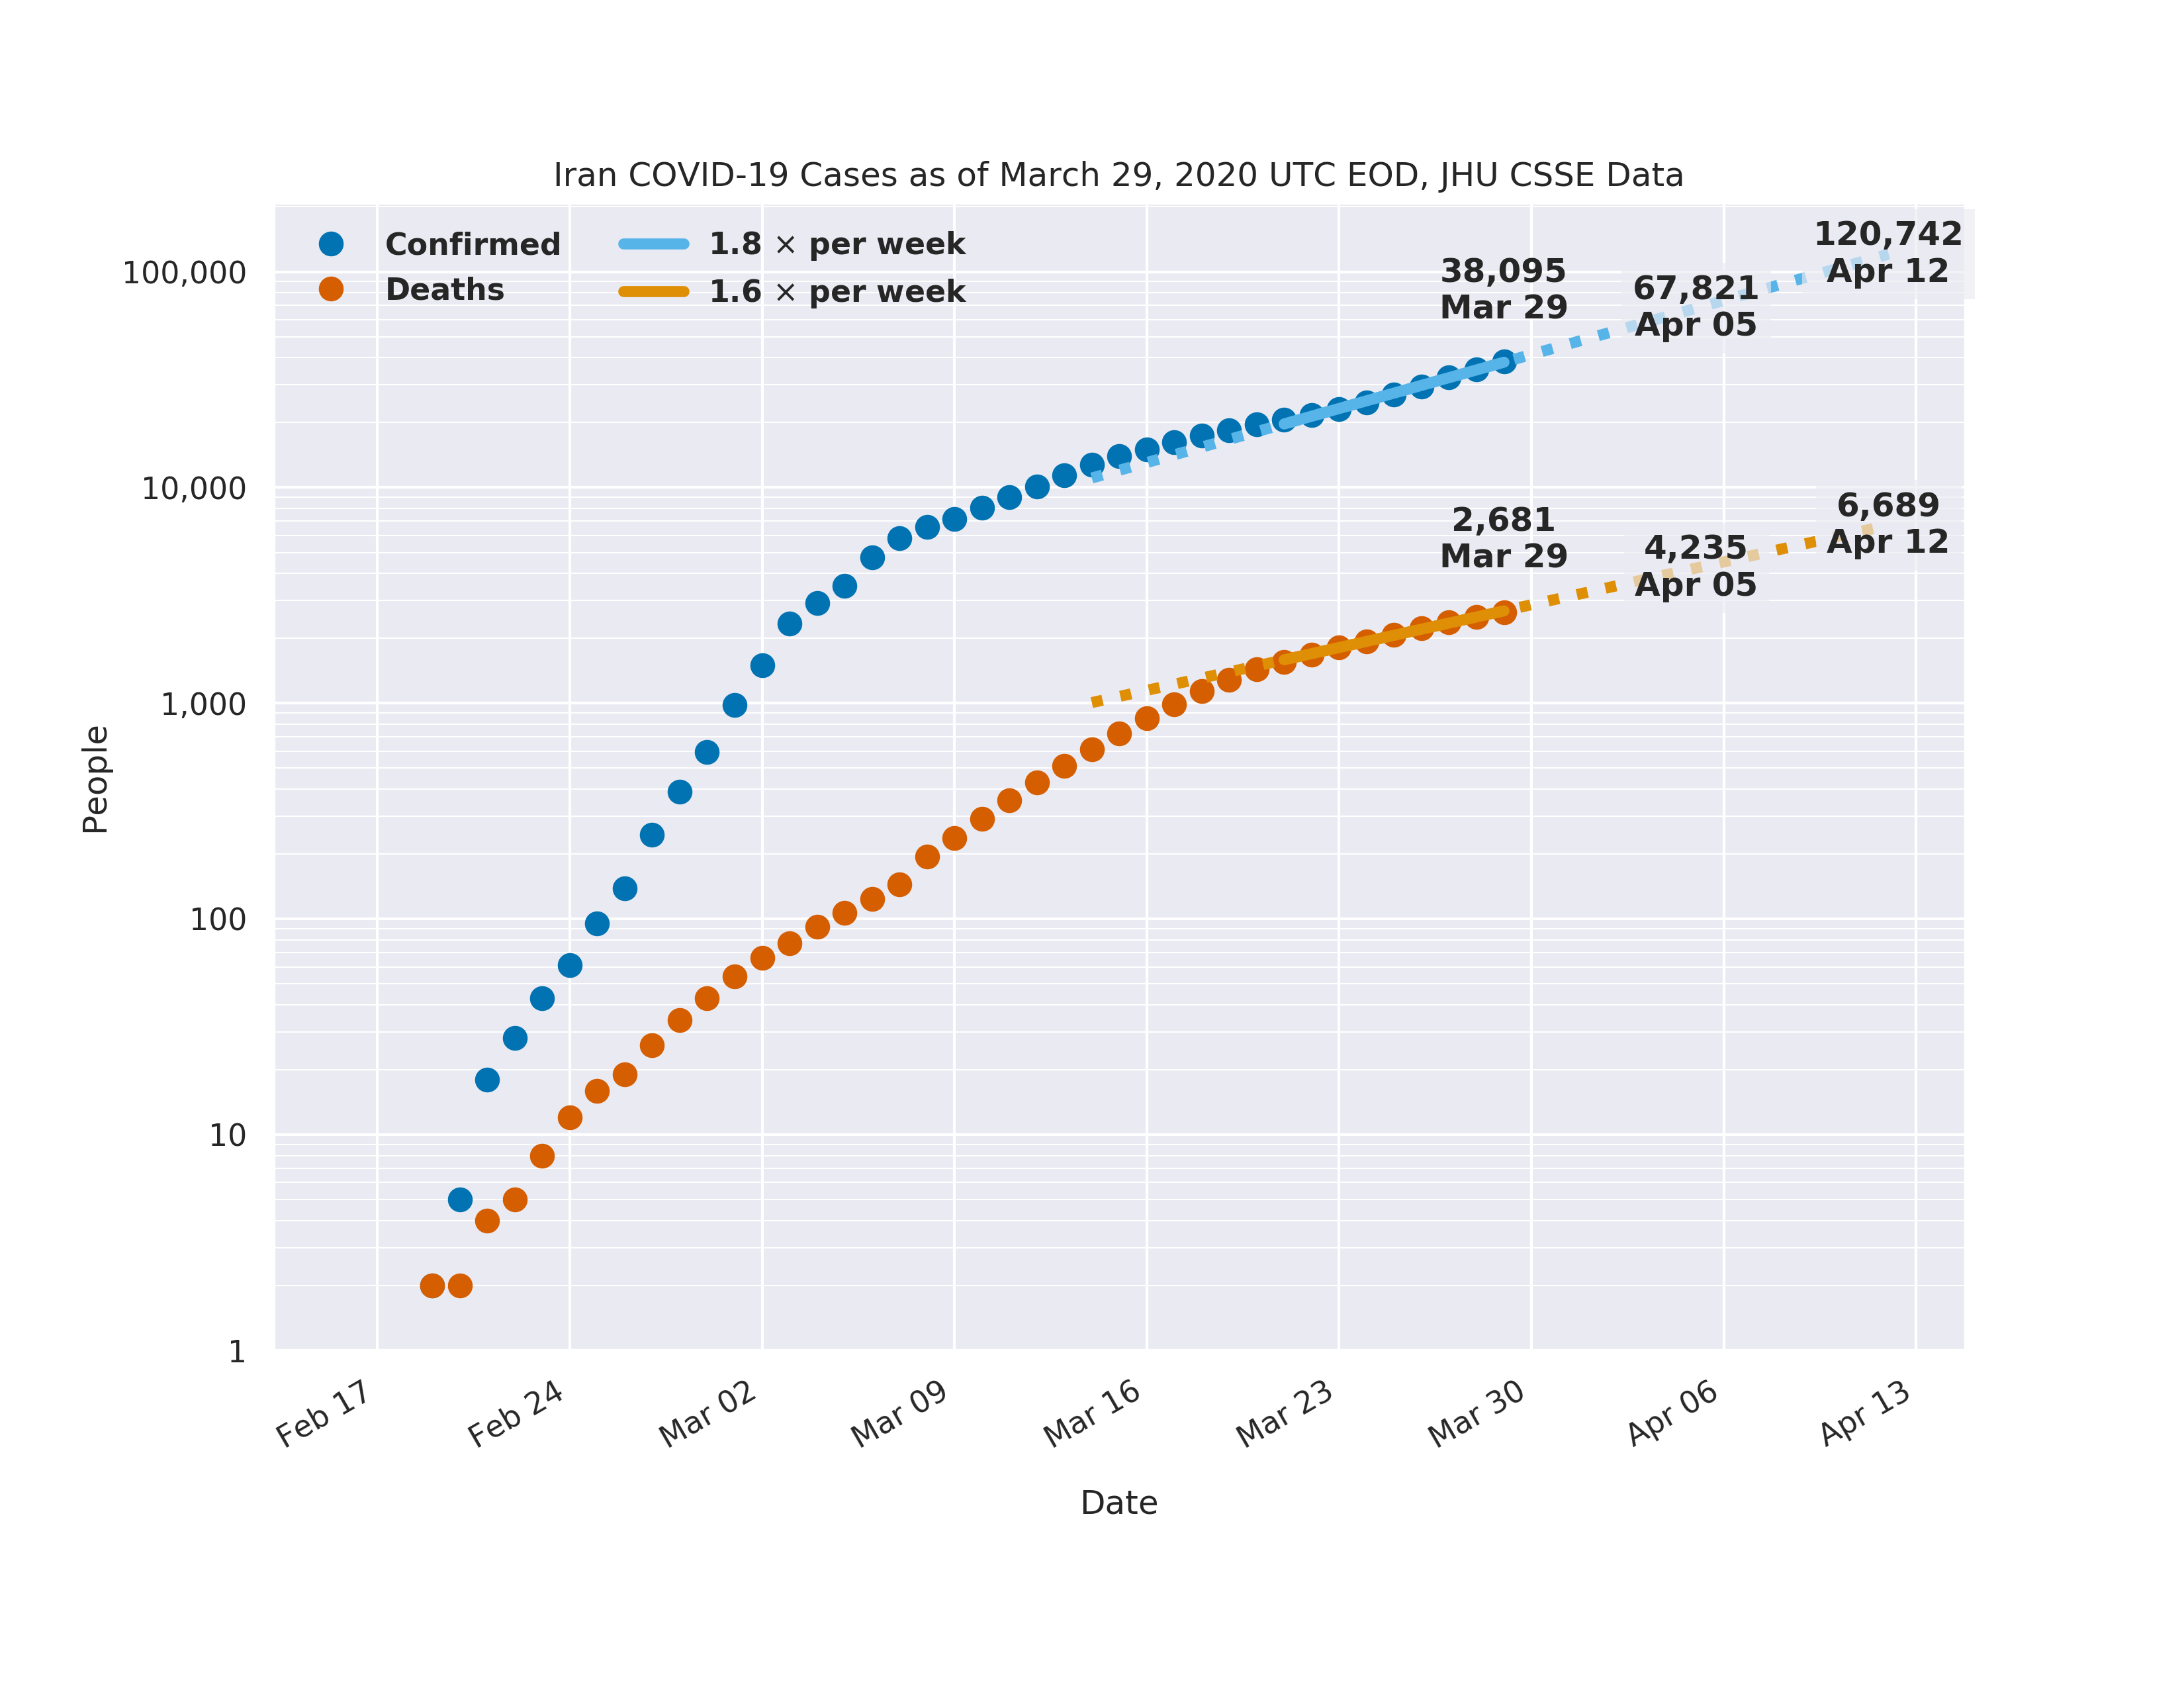 Iran COVID-19 Cases as of March 29, 2020 UTC EOD, JHU CSSE Data
Confirmed
Deaths
1.8 × per week
1.6 × per week
120,742
Apr 12
38,095
Mar 29
67,821
Apr 05
6,689
Apr 12
2,681
Mar 29
4,235
Apr 05
100,000
10,000
1,000
100
10
1
People
Feb 17
Feb 24
Mar 02
Mar 09
Mar 16
Mar 23
Mar 30
Apr 06
Apr 13
Date